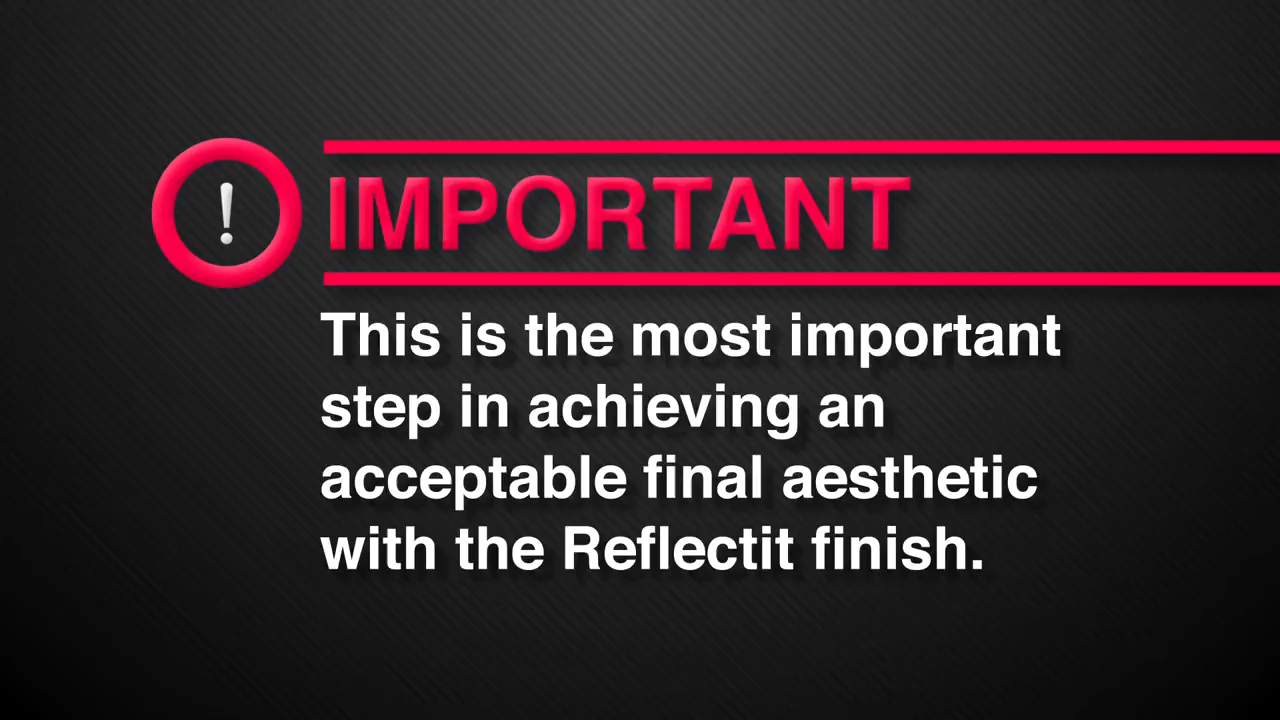 !
IMPORTANT
This is the most important
step in achieving an
acceptable final aesthetic
with the Reflectit finish.